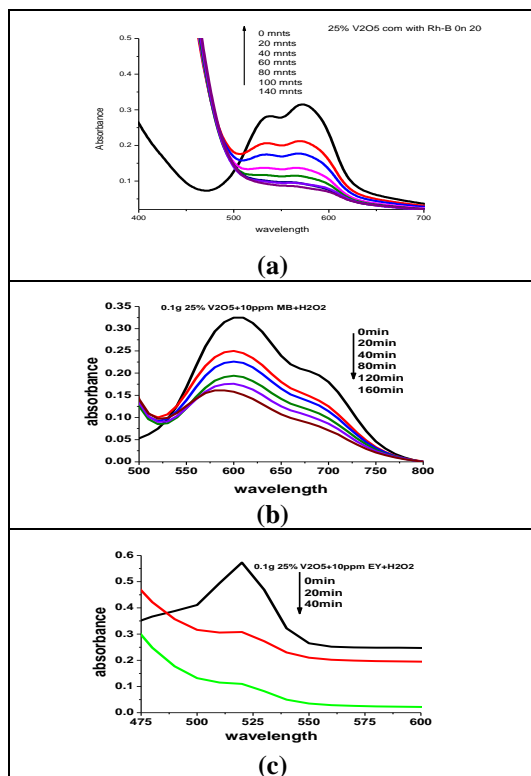 25% V2O5 com with Rh-B 0n 20
0 mnts
20 mnts
40 mnts
60 mnts
80 mnts
100 mnts
140 mnts
0.5
0.4
0.3
0.2
0.1
Absorbance
400 500 600 700
wavelength
(a)
0.1g 25% V2O5+10ppm MB+H2O2
0min
20min
40min
80min
120min
160min
0.35
0.30
0.25
0.20
0.15
0.10
0.05
0.00
absorbance
500 550 600 650 700 750 800
wavelength
(b)
0.1g 25% V2O5+10ppm EY+H2O2
0min
20min
40min
0.6
0.5
0.4
0.3
0.2
0.1
0.0
absorbance
475 500 525 550 575 600
wavelength
(c)